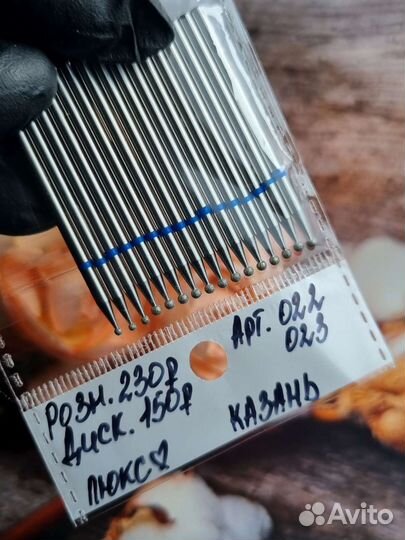 РОЗН. 230₽
ДИСК. 150₽
ЛЮКС♡
АРТ. 022
023
КАЗАНЬ
Avito